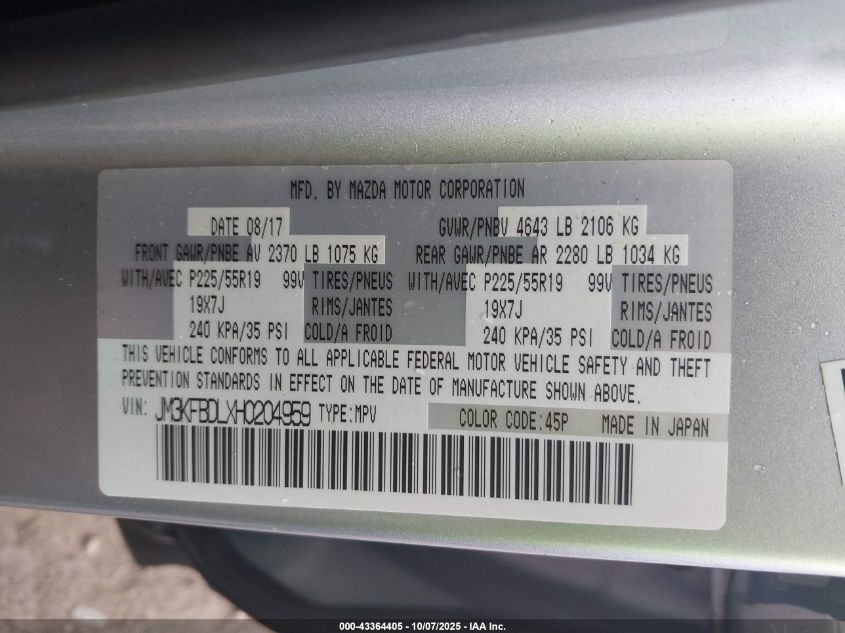 MFD. BY MAZDA MOTOR CORPORATION
DATE 08/17 GVWR/PNBV 4643 LB 2106 KG
FRONT GAWR/PNBE AV 2370 LB 1075 KG REAR GAWR/PNBE AR 2280 LB 1034 KG
WITH/AVEC P225/55R19 99V TIRES/PNEUS WITH/AVEC P225/55R19 99V TIRES/PNEUS
19X7J RIMS/JANTES 19X7J RIMS/JANTES
240 KPA/35 PSI COLD/A FROID 240 KPA/35 PSI COLD/A FROID
THIS VEHICLE CONFORMS TO ALL APPLICABLE FEDERAL MOTOR VEHICLE SAFETY AND THEFT
PREVENTION STANDARDS IN EFFECT ON THE DATE OF MANUFACTURE SHOWN ABOVE.
VIN: JM3KFBDLXH0204959 TYPE:MPV COLOR CODE:45P MADE IN JAPAN
000-43364405 - 10/07/2025 - IAA Inc.